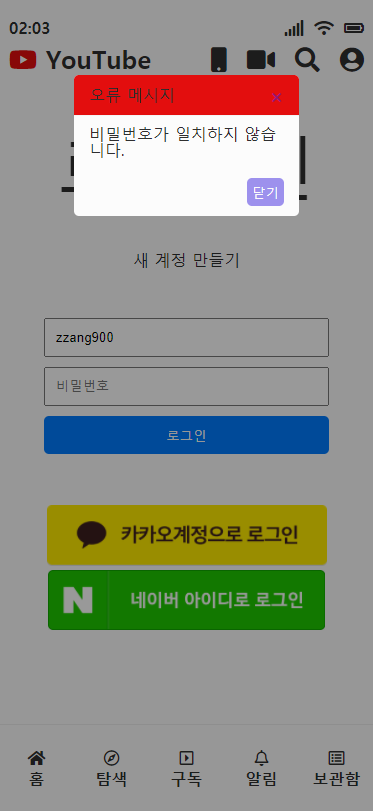 02:03
YouTube
오류 메시지
×
비밀번호가 일치하지 않습
니다.
닫기
새 계정 만들기
zzang900
비밀번호
로그인
카카오계정으로 로그인
N 네이버 아이디로 로그인
홈 탐색 구독 알림 보관함